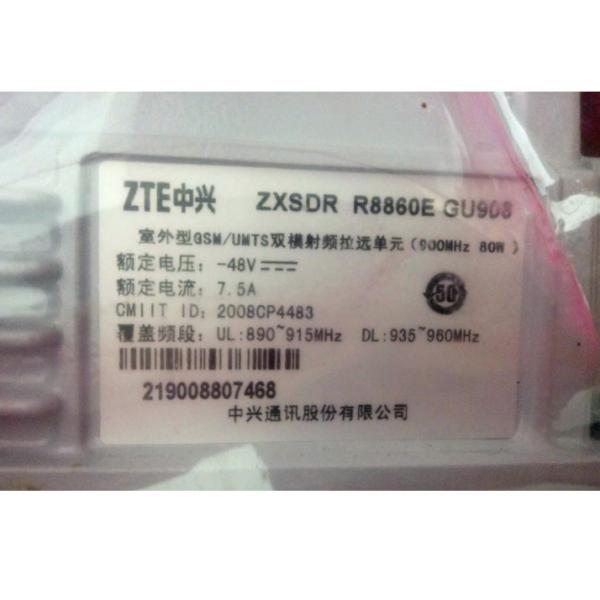 ZTE中兴 ZXSDR R8860E GU908
室外型GSM/UMTS双模射频拉远单元(900MHz 80W)
额定电压: -48V
额定电流: 7.5A
50
CMIIT ID: 2008CP4483
覆盖频段: UL:890~915MHz DL:935~960MHz
219008807468
中兴通讯股份有限公司